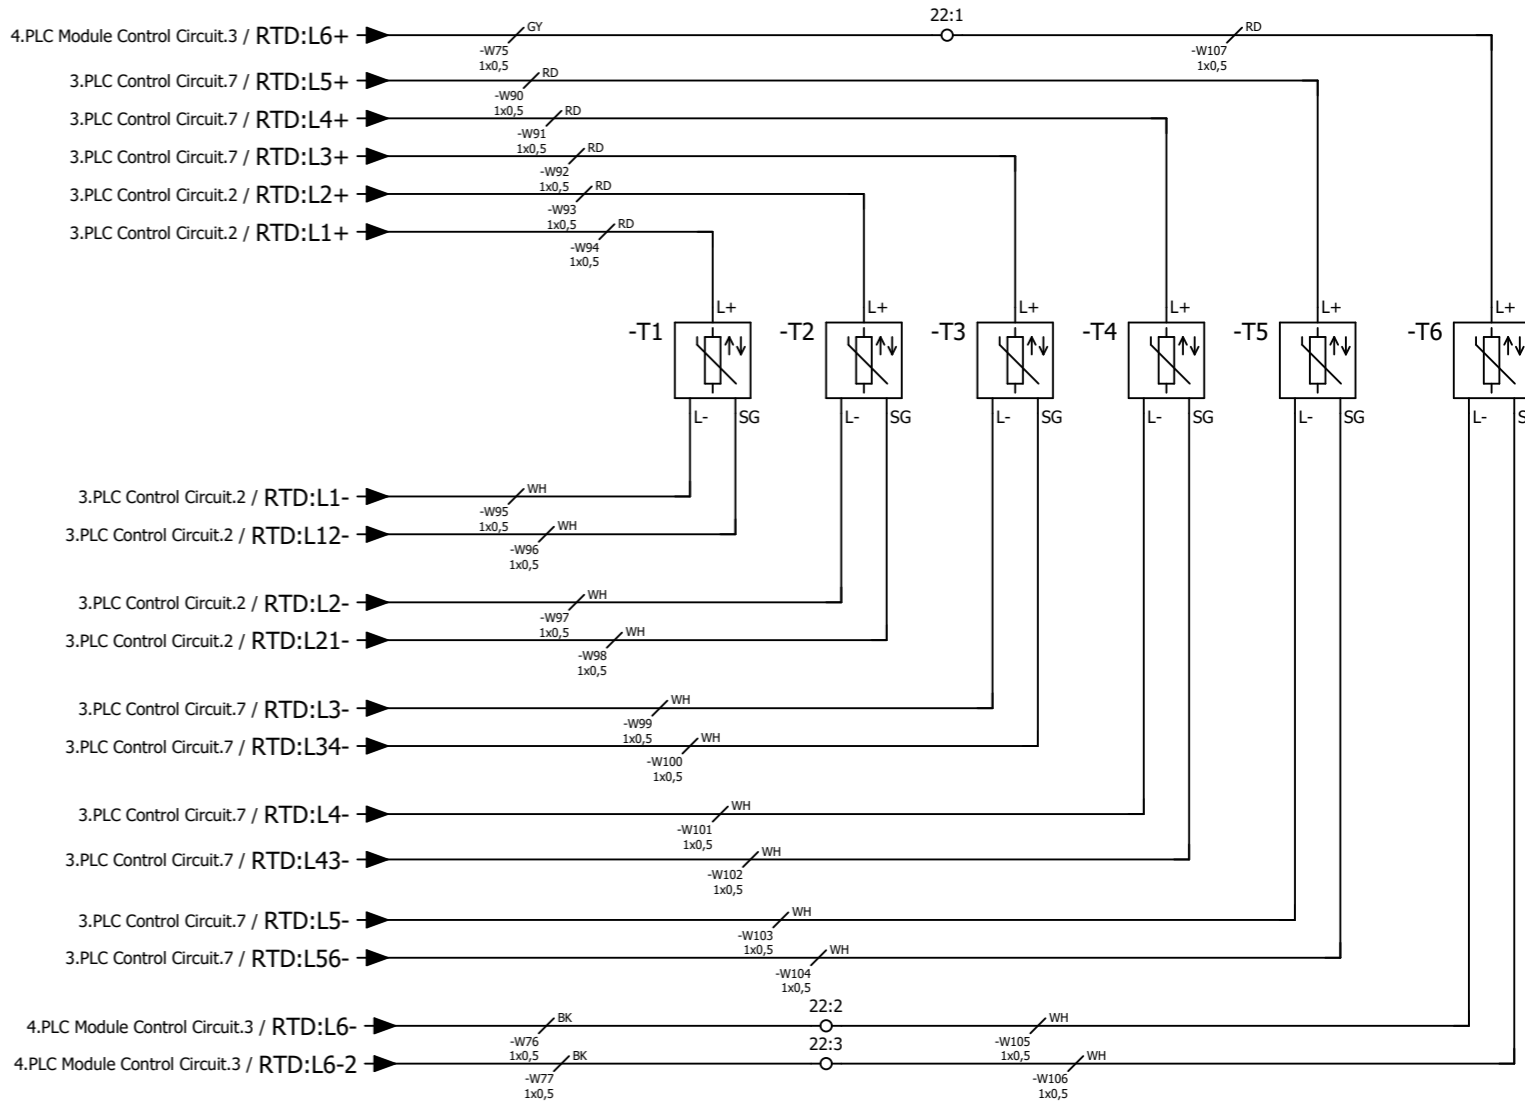 22:1
4.PLC Module Control Circuit.3 / RTD:L6+ GY RD
-W75 -W107
1x0,5 1x0,5
3.PLC Control Circuit.7 / RTD:L5+ RD
-W90
1x0,5
3.PLC Control Circuit.7 / RTD:L4+ RD
-W91
1x0,5
3.PLC Control Circuit.7 / RTD:L3+ RD
-W92
1x0,5
3.PLC Control Circuit.2 / RTD:L2+ RD
-W93
1x0,5
3.PLC Control Circuit.2 / RTD:L1+ RD
-W94
1x0,5
L+ L+ L+ L+ L+ L+
-T1 -T2 -T3 -T4 -T5 -T6
L- SG L- SG L- SG L- SG L- SG L- S
3.PLC Control Circuit.2 / RTD:L1- WH
-W95
1x0,5
3.PLC Control Circuit.2 / RTD:L12- WH
-W96
1x0,5
3.PLC Control Circuit.2 / RTD:L2- WH
-W97
1x0,5
3.PLC Control Circuit.2 / RTD:L21- WH
-W98
1x0,5
3.PLC Control Circuit.7 / RTD:L3- WH
-W99
1x0,5
3.PLC Control Circuit.7 / RTD:L34- WH
-W100
1x0,5
3.PLC Control Circuit.7 / RTD:L4- WH
-W101
1x0,5
3.PLC Control Circuit.7 / RTD:L43- WH
-W102
1x0,5
3.PLC Control Circuit.7 / RTD:L5- WH
-W103
1x0,5
3.PLC Control Circuit.7 / RTD:L56- WH
-W104
1x0,5
22:2
4.PLC Module Control Circuit.3 / RTD:L6- BK WH
-W76 -W105
1x0,5 1x0,5
22:3
4.PLC Module Control Circuit.3 / RTD:L6-2 BK WH
-W77 -W106
1x0,5 1x0,5